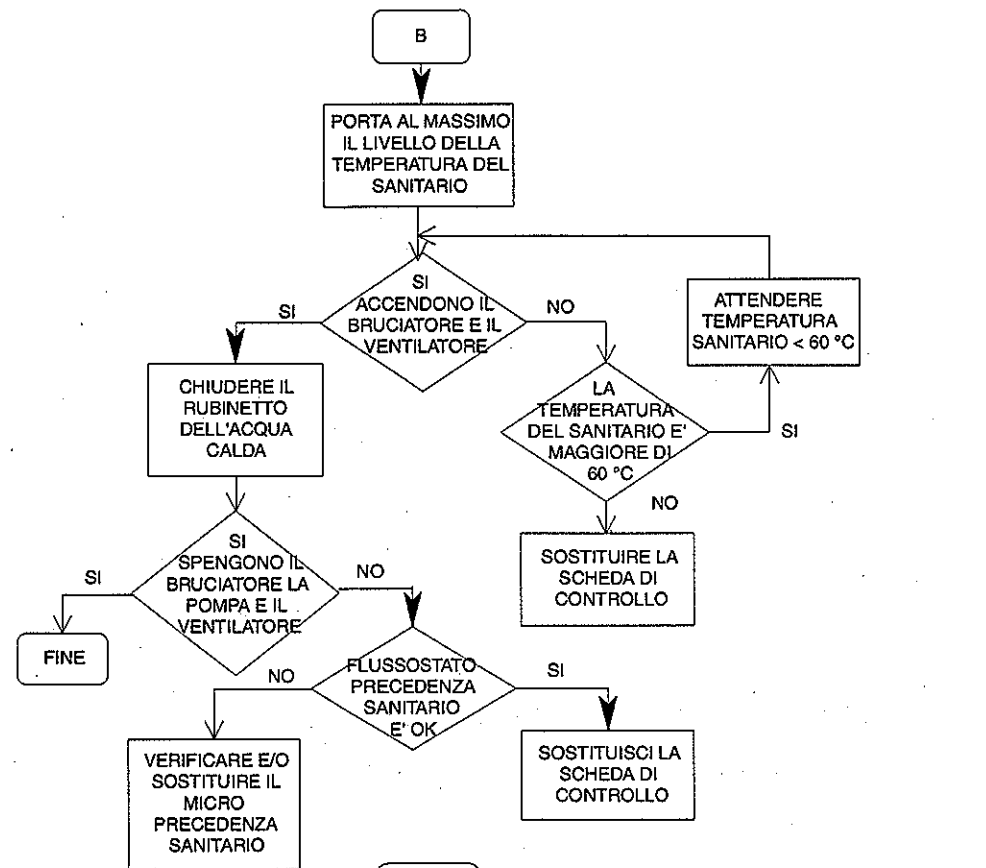 B
PORTA AL MASSIMO
IL LIVELLO DELLA
TEMPERATURA DEL
SANITARIO
SI
ACCENDONO IL
BRUCIATORE E IL
VENTILATORE
SI
NO
ATTENDERE
TEMPERATURA
SANITARIO < 60 °C
CHIUDERE IL
RUBINETTO
DELL'ACQUA
CALDA
LA
TEMPERATURA
DEL SANITARIO E'
MAGGIORE DI
60 °C
SI
NO
SOSTITUIRE LA
SCHEDA DI
CONTROLLO
SI
SPENGONO IL
BRUCIATORE LA
POMPA E IL
VENTILATORE
SI
NO
FINE
FLUSSOSTATO
PRECEDENZA
SANITARIO
E' OK
NO
SI
VERIFICARE E/O
SOSTITUIRE IL
MICRO
PRECEDENZA
SANITARIO
SOSTITUISCI LA
SCHEDA DI
CONTROLLO